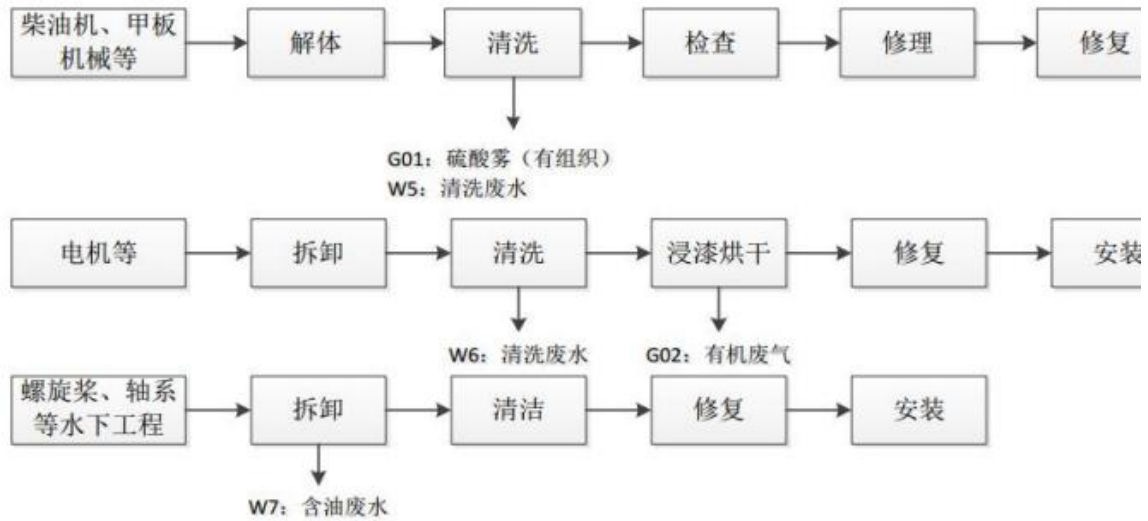 柴油机、甲板
机械等
解体
清洗
检查
修理
修复
G01：硫酸雾（有组织）
W5：清洗废水
电机等
拆卸
清洗
浸漆烘干
修复
安装
W6：清洗废水
G02：有机废气
螺旋桨、轴系
等水下工程
拆卸
清洁
修复
安装
W7：含油废水